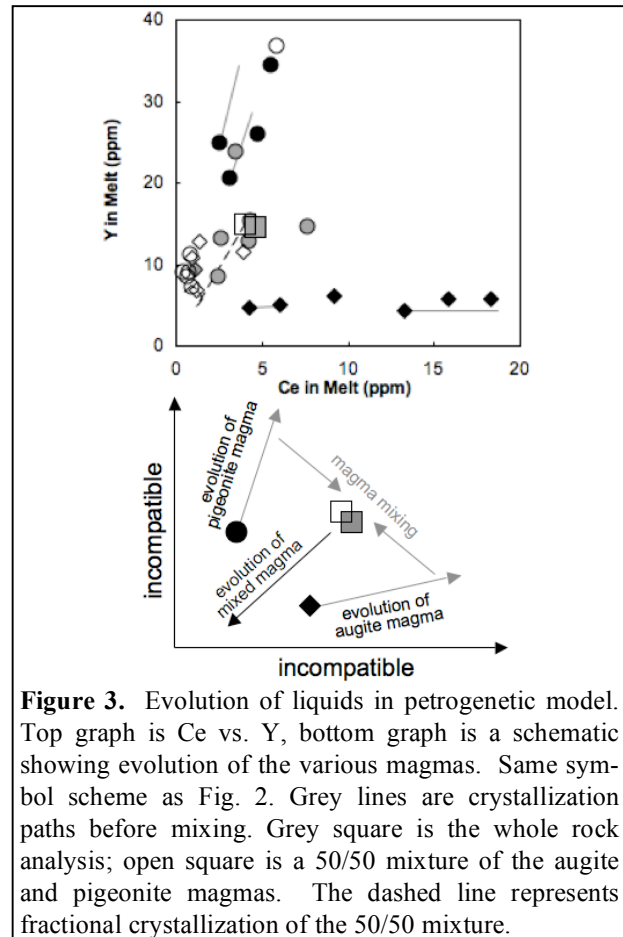 40
30
20
10
0
Y in Melt (ppm)
0 5 10 15 20
Ce in Melt (ppm)
evolution of
pigeonite magma
magma mixing
evolution of
mixed magma
evolution of
augite magma
incompatible
incompatible
Figure 3. Evolution of liquids in petrogenetic model.
Top graph is Ce vs. Y, bottom graph is a schematic
showing evolution of the various magmas. Same sym-
bol scheme as Fig. 2. Grey lines are crystallization
paths before mixing. Grey square is the whole rock
analysis; open square is a 50/50 mixture of the augite
and pigeonite magmas. The dashed line represents
fractional crystallization of the 50/50 mixture.